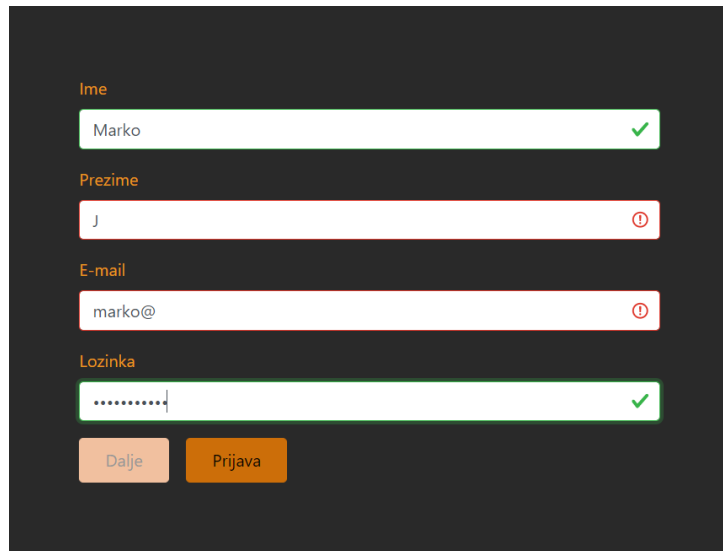 Ime
Marko
Prezime
J
E-mail
marko@
Lozinka
•••••••••••
Dalje Prijava